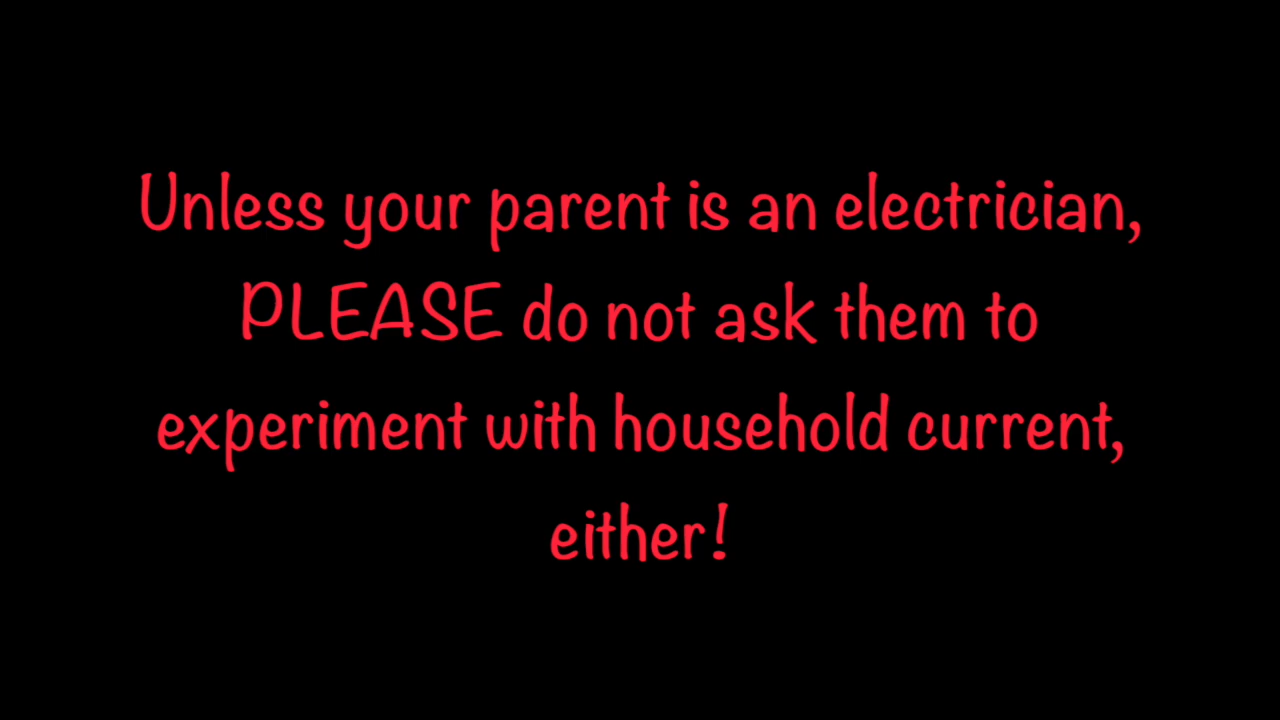 Unless your parent is an electrician,
PLEASE do not ask them to
experiment with household current,
either!